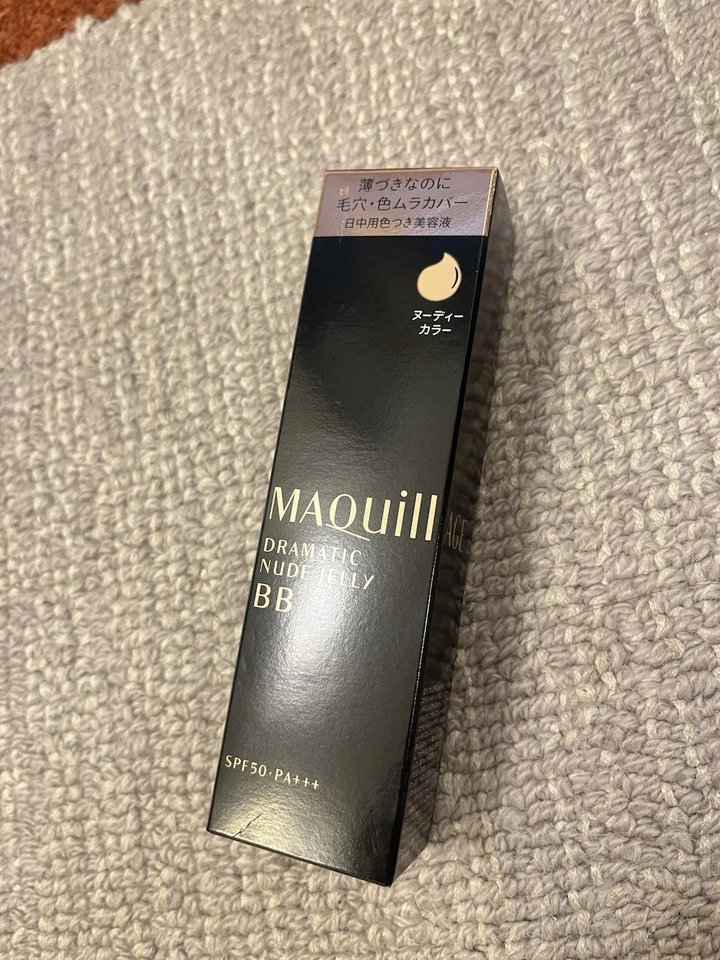 薄づきなのに
毛穴・色ムラカバー
日中用色つき美容液
ヌーディー
カラー
MAQuillAGE
DRAMATIC
NUDE JELLY
BB
SPF50・PA+++